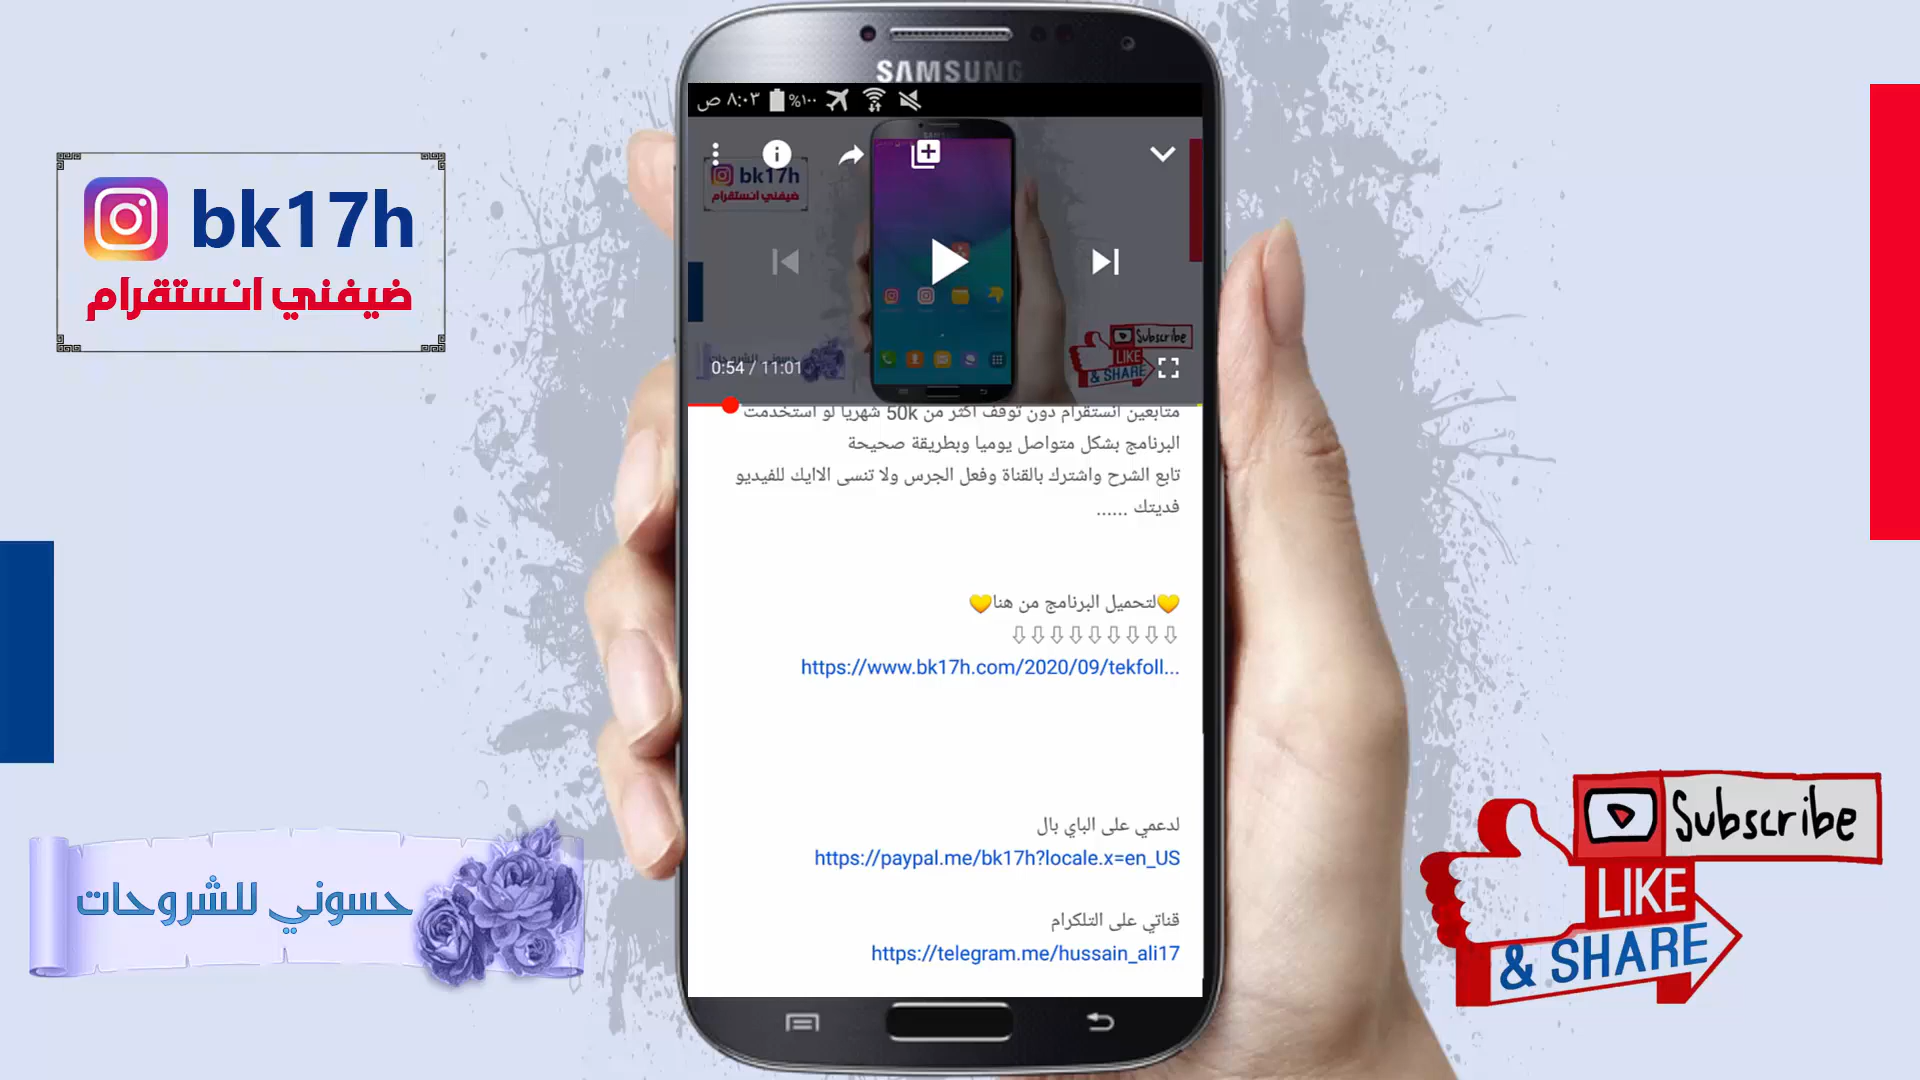 SAMSUNG
٨:٠٣ ص
%١٠٠
bk17h
ضيفني انستقرام
bk17h
ضيفني انستقرام
Subscribe
LIKE
& SHARE
0:54 / 11:01
متابعين انستقرام دون توقف اكثر من 50k شهريا لو استخدمت
البرنامج بشكل متواصل يوميا وبطريقة صحيحة
تابع الشرح واشترك بالقناة وفعل الجرس ولا تنسى الاايك للفيديو
فديتك ......
💛لتحميل البرنامج من هنا💛
⇩⇩⇩⇩⇩⇩⇩⇩⇩
https://www.bk17h.com/2020/09/tekfoll...
لدعمي على الباي بال
https://paypal.me/bk17h?locale.x=en_US
قناتي على التلكرام
https://telegram.me/hussain_ali17
حسوني للشروحات
Subscribe
LIKE
& SHARE